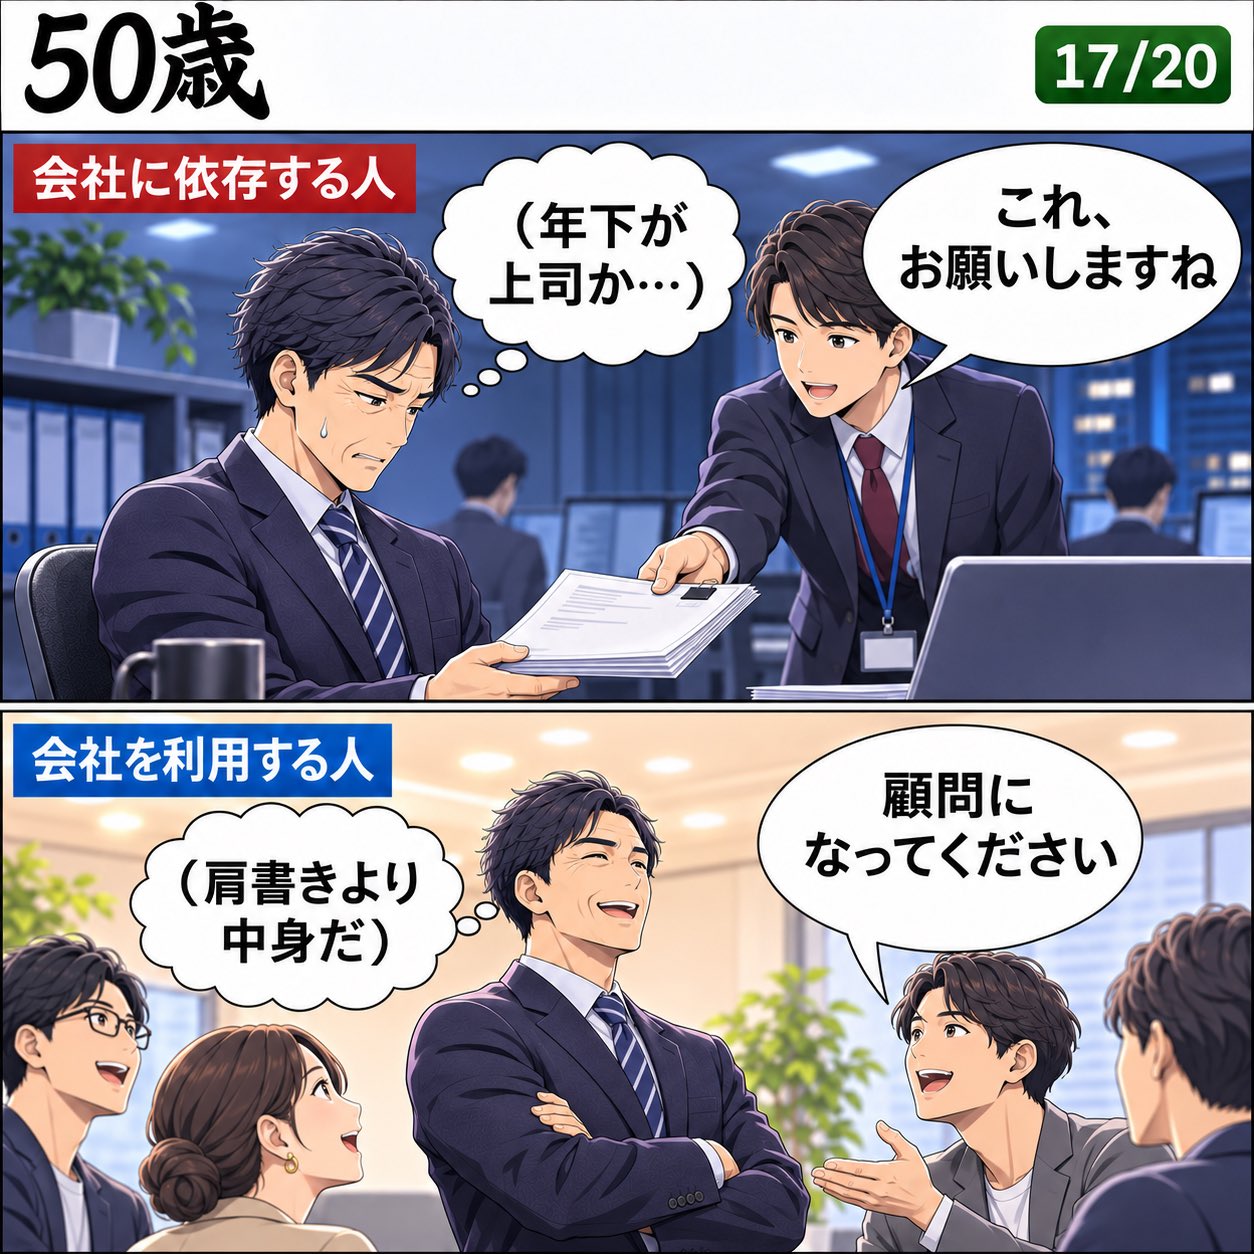 50歳
17/20
会社に依存する人
（年下が
上司か…）
これ、
お願いしますね
会社を利用する人
（肩書きより
中身だ）
顧問に
なってください